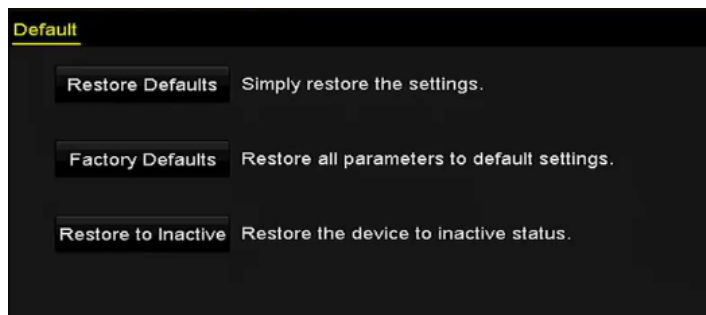 Default
Restore Defaults Simply restore the settings.
Factory Defaults Restore all parameters to default settings.
Restore to Inactive Restore the device to inactive status.